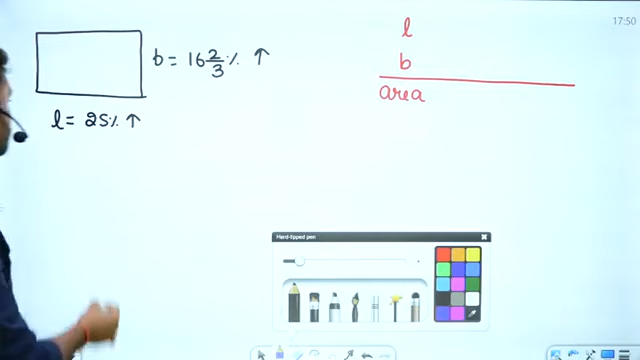 17:50
l
b = 16 2/3 % ↑
b
area
l = 25% ↑
Hard-tipped pen